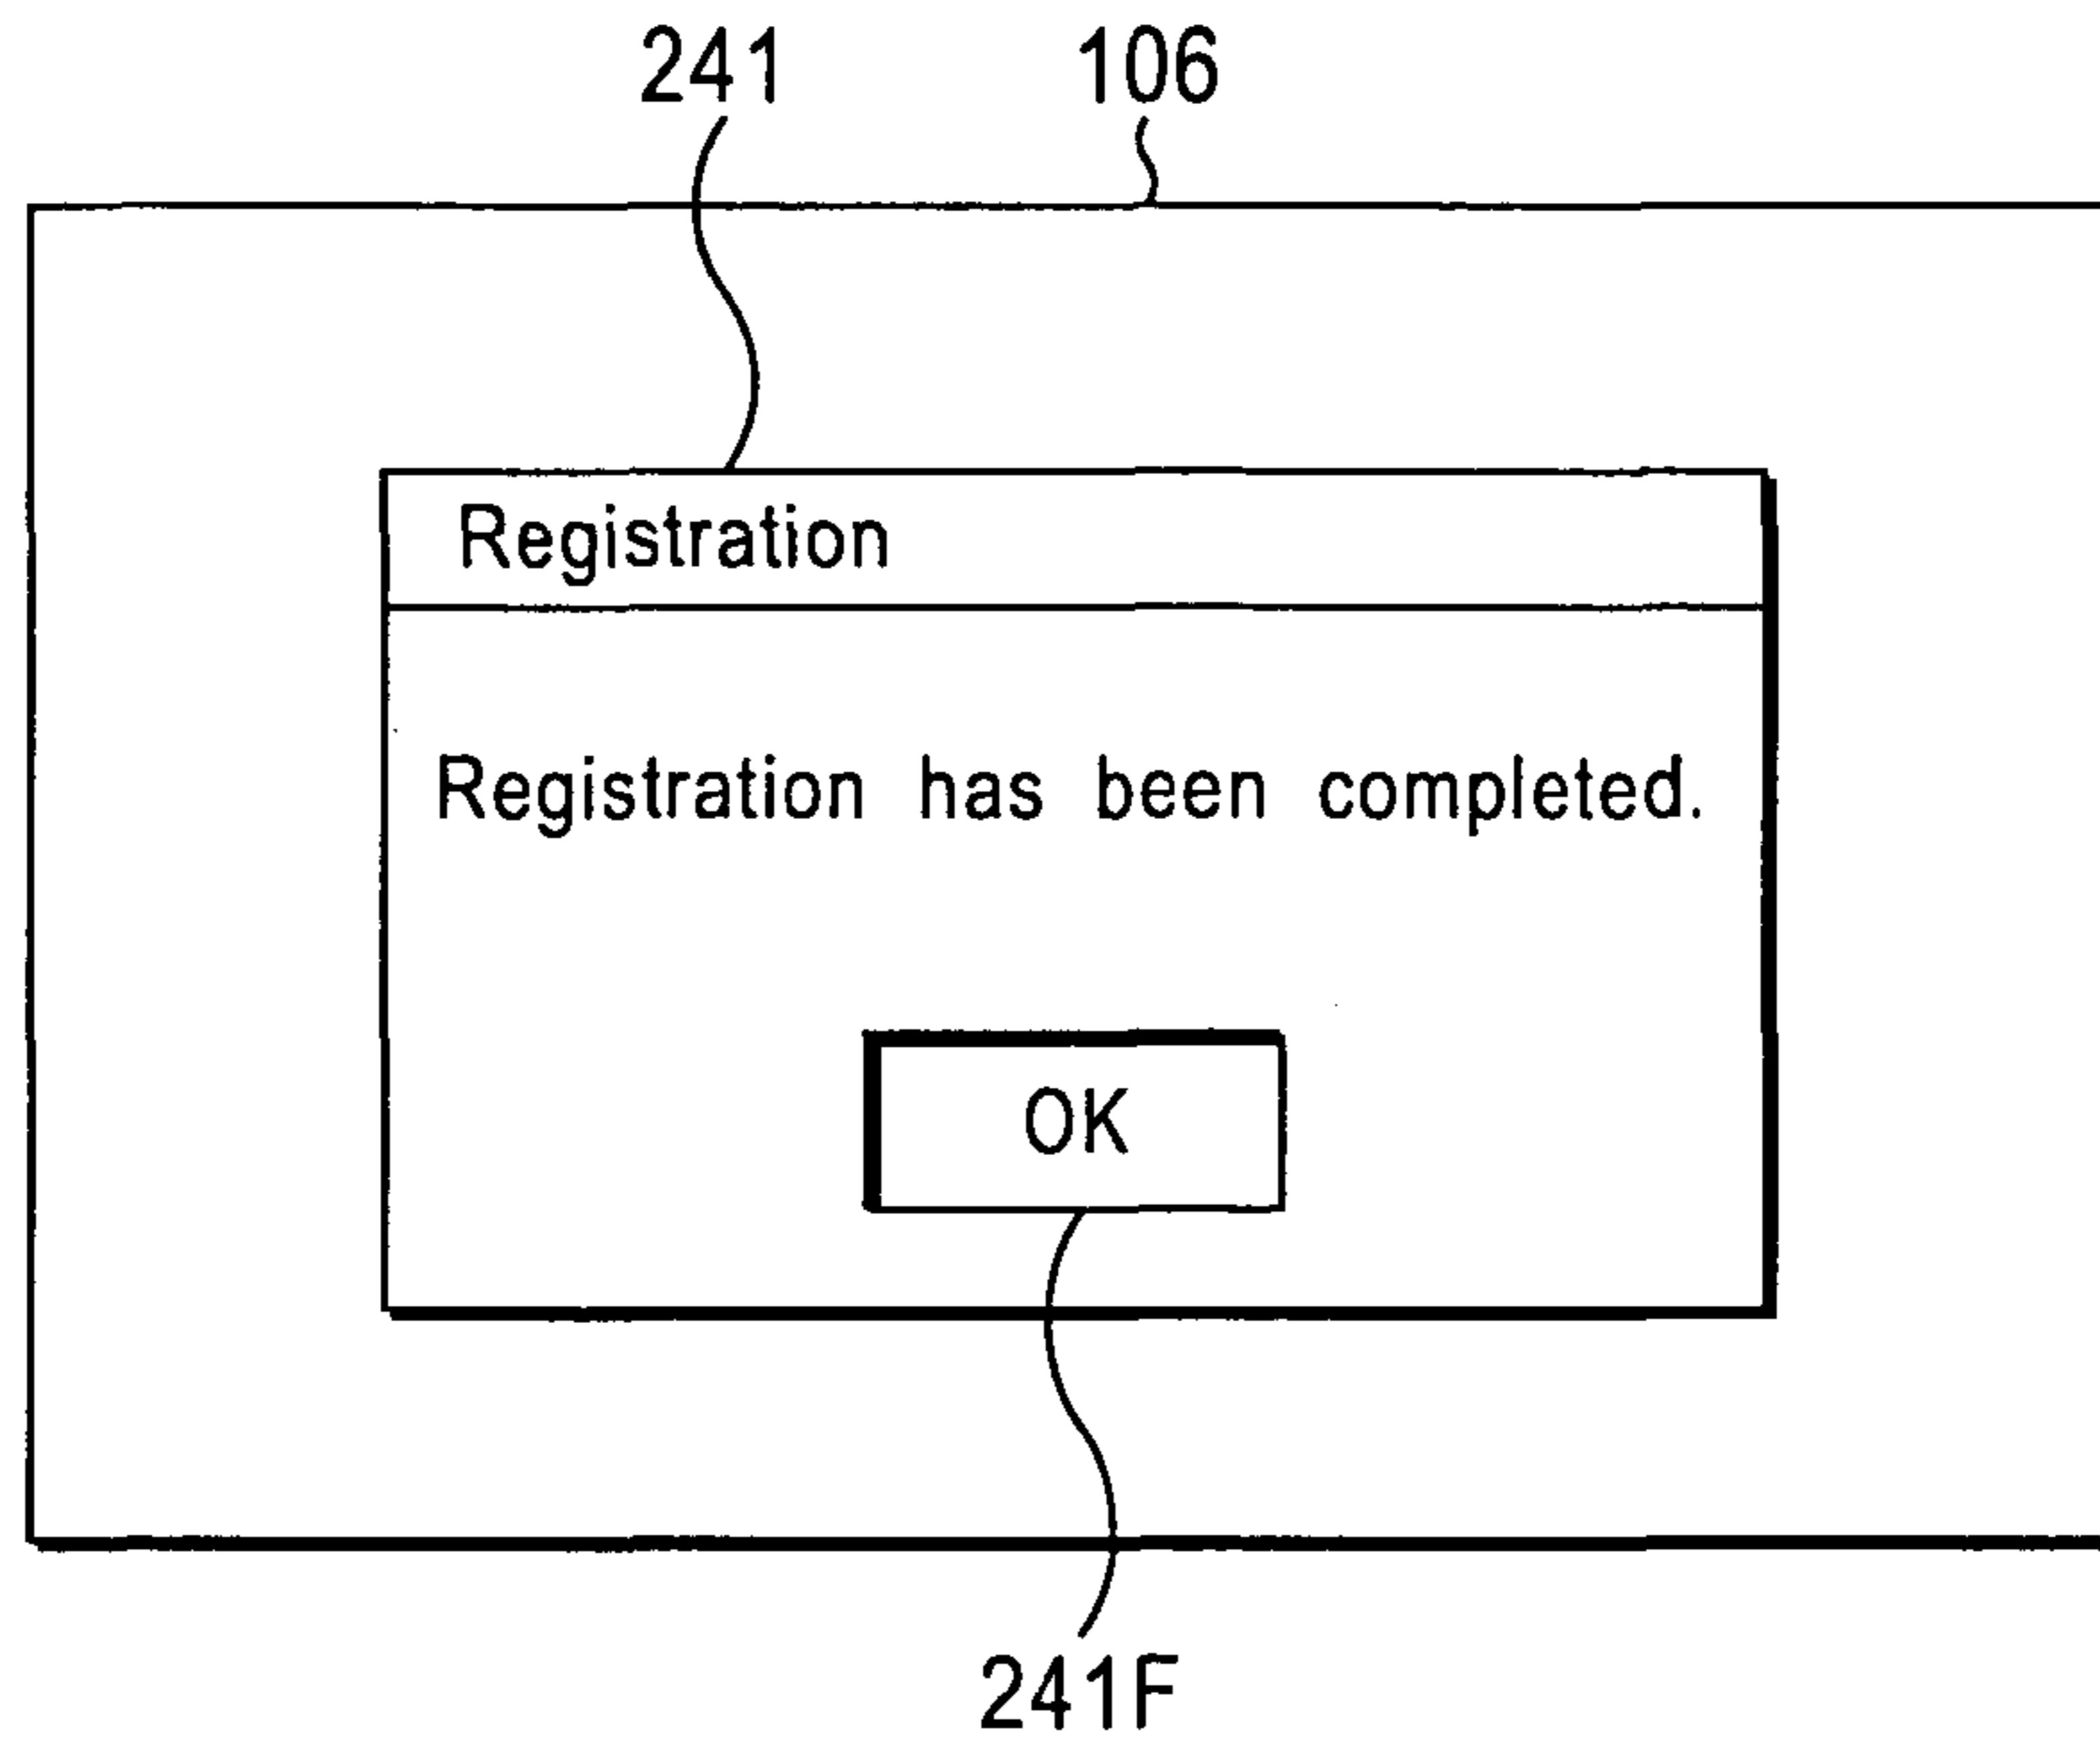 241 106
Registration
Registration has been completed.
OK
241F